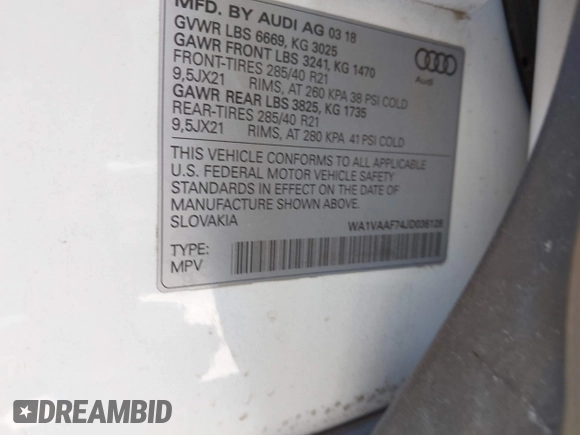 MFD. BY AUDI AG 03 18
GVWR LBS 6669, KG 3025
GAWR FRONT LBS 3241, KG 1470
FRONT-TIRES 285/40 R21
9,5JX21 RIMS, AT 260 KPA 38 PSI COLD
GAWR REAR LBS 3825, KG 1735
REAR-TIRES 285/40 R21
9,5JX21 RIMS, AT 280 KPA 41 PSI COLD
Audi
THIS VEHICLE CONFORMS TO ALL APPLICABLE
U.S. FEDERAL MOTOR VEHICLE SAFETY
STANDARDS IN EFFECT ON THE DATE OF
MANUFACTURE SHOWN ABOVE.
SLOVAKIA WA1VAAF74JD036128
TYPE:
MPV
DREAMBID